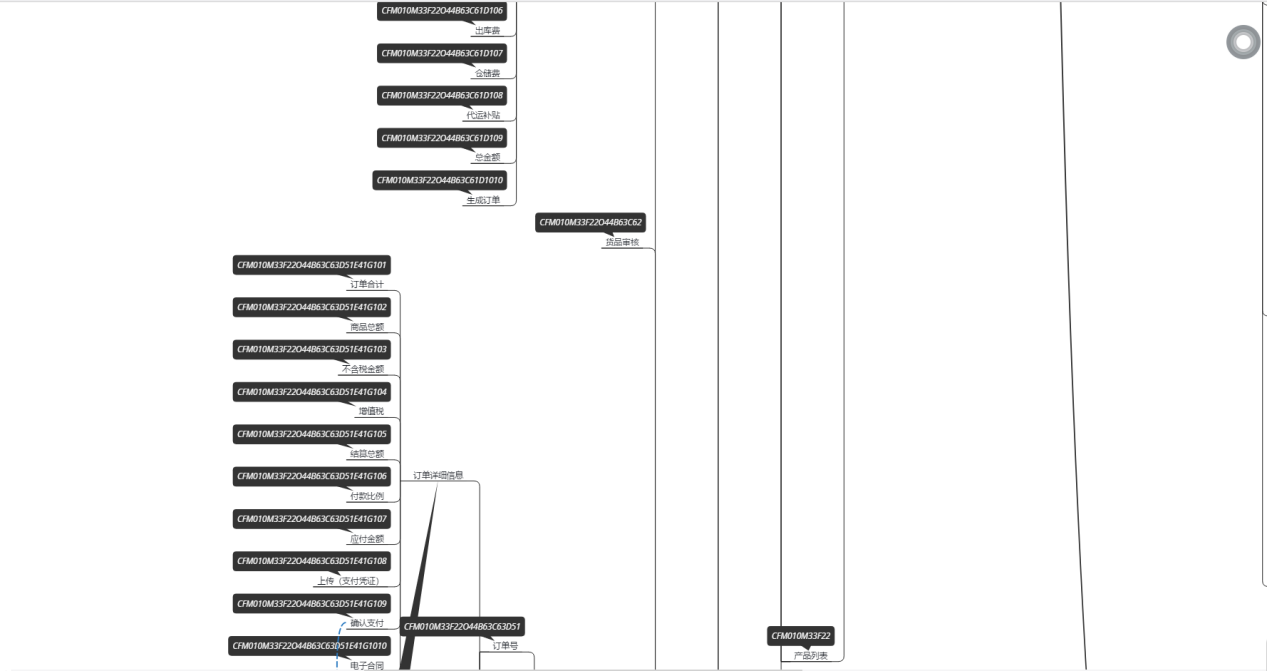 CFM010M33F22O44B63C61D106
出库费
CFM010M33F22O44B63C61D107
仓储费
CFM010M33F22O44B63C61D108
代运补贴
CFM010M33F22O44B63C61D109
总金额
CFM010M33F22O44B63C61D1010
生成订单
CFM010M33F22O44B63C62
货品审核
CFM010M33F22O44B63C63D51E41G101
订单合计
CFM010M33F22O44B63C63D51E41G102
商品总额
CFM010M33F22O44B63C63D51E41G103
不含税金额
CFM010M33F22O44B63C63D51E41G104
增值税
CFM010M33F22O44B63C63D51E41G105
结算总额
CFM010M33F22O44B63C63D51E41G106
付款比例
订单详细信息
CFM010M33F22O44B63C63D51E41G107
应付金额
CFM010M33F22O44B63C63D51E41G108
上传（支付凭证）
CFM010M33F22O44B63C63D51E41G109
确认支付
CFM010M33F22O44B63C63D51E41G1010
电子合同
CFM010M33F22O44B63C63D51
订单号
CFM010M33F22
产品列表